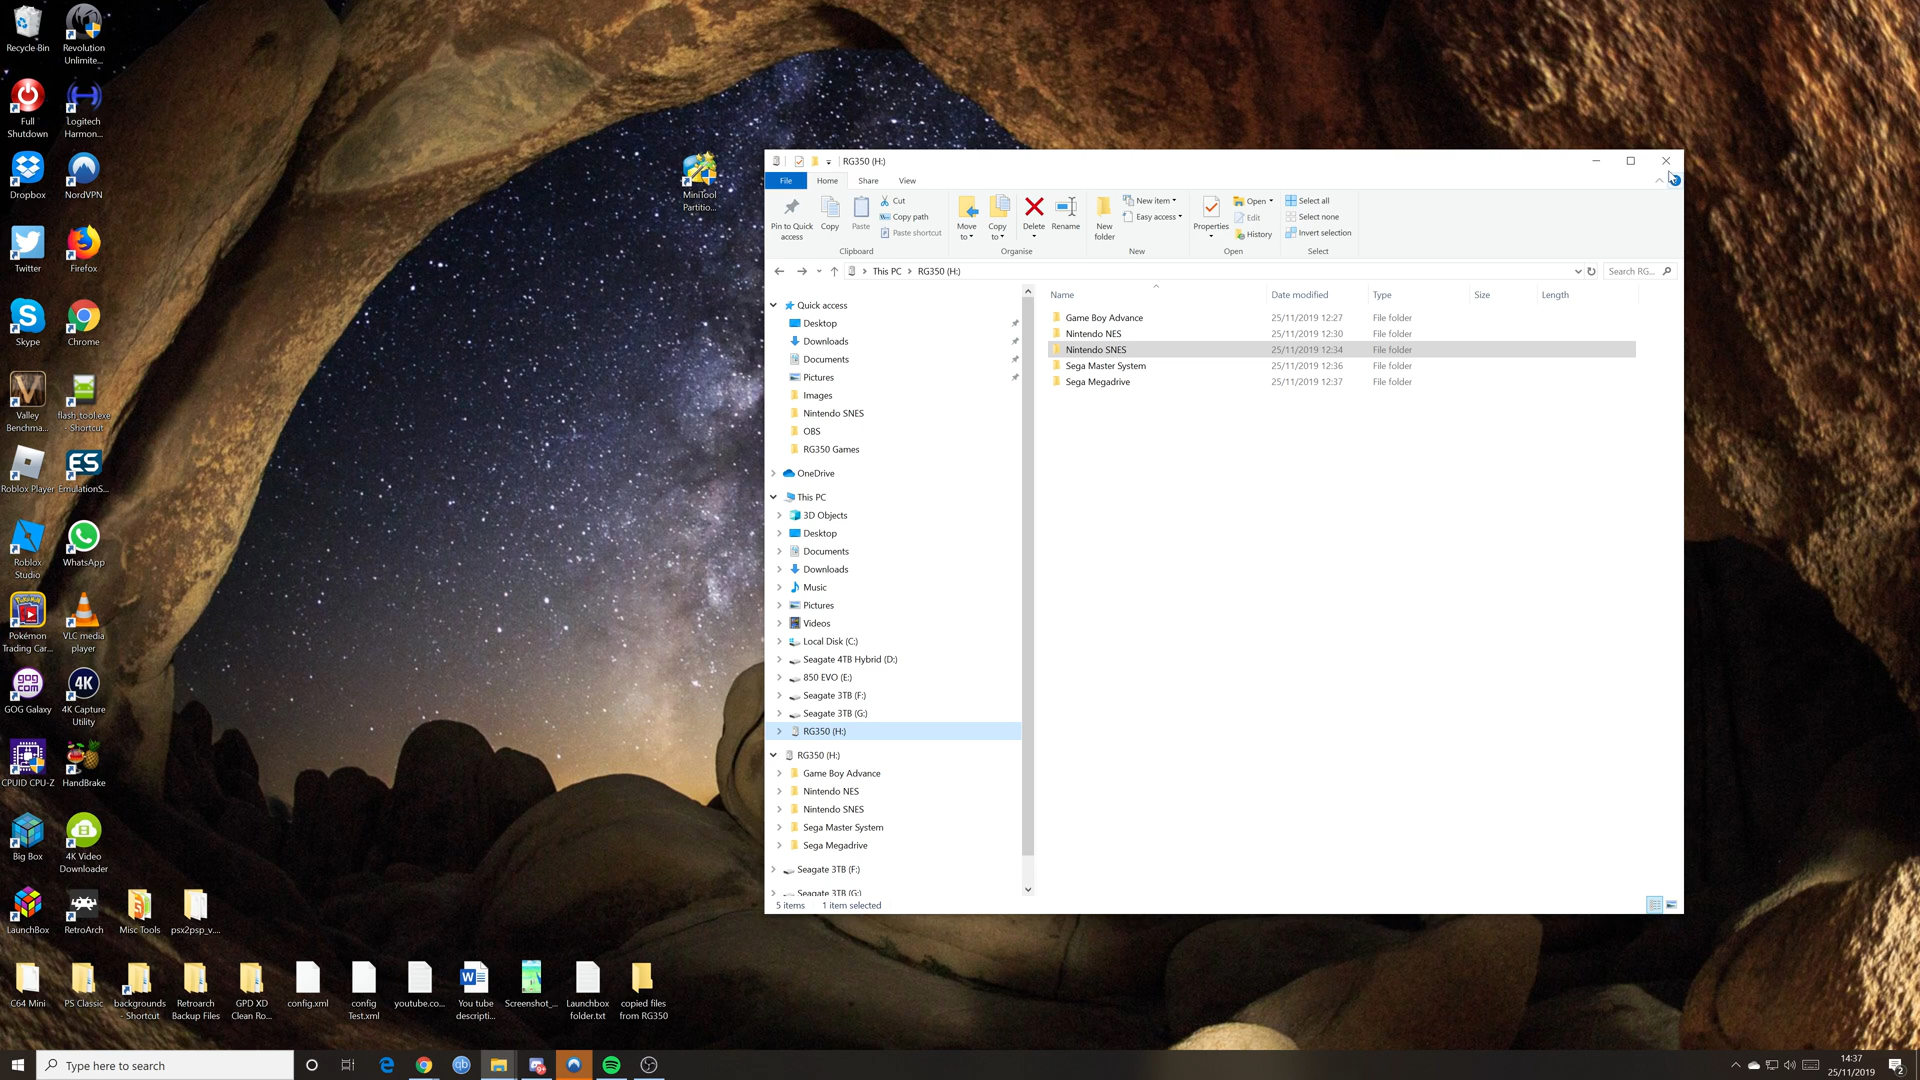 Recycle Bin
Revolution
Unlimite...
Full
Shutdown
Logitech
Harmon...
Dropbox
NordVPN
Twitter
Firefox
Skype
Chrome
Valley
Benchma...
flash_tool.exe
- Shortcut
Roblox Player
EmulationS...
Roblox
Studio
WhatsApp
Pokémon
Trading Car...
VLC media
player
GOG Galaxy
4K Capture
Utility
CPUID CPU-Z
HandBrake
Big Box
4K Video
Downloader
LaunchBox
RetroArch
Misc Tools
psx2psp_v....
C64 Mini
PS Classic
backgrounds
- Shortcut
Retroarch
Backup Files
GPD XD
Clean Ro...
config.xml
config
Test.xml
youtube.co...
You tube
descripti...
Screenshot_...
Launchbox
folder.txt
copied files
from RG350
MiniTool
Partitio...
RG350 (H:)
File Home Share View
Pin to Quick
access
Copy
Paste
Cut
Copy path
Paste shortcut
Clipboard
Move
to
Copy
to
Delete
Rename
Organise
New
folder
New item
Easy access
New
Properties
Open
Edit
History
Open
Select all
Select none
Invert selection
Select
This PC > RG350 (H:)
Search RG...
Quick access
Desktop
Downloads
Documents
Pictures
Images
Nintendo SNES
OBS
RG350 Games
OneDrive
This PC
3D Objects
Desktop
Documents
Downloads
Music
Pictures
Videos
Local Disk (C:)
Seagate 4TB Hybrid (D:)
850 EVO (E:)
Seagate 3TB (F:)
Seagate 3TB (G:)
RG350 (H:)
RG350 (H:)
Game Boy Advance
Nintendo NES
Nintendo SNES
Sega Master System
Sega Megadrive
Seagate 3TB (F:)
Seagate 3TB (G:)
Name Date modified Type Size Length
Game Boy Advance 25/11/2019 12:27 File folder
Nintendo NES 25/11/2019 12:30 File folder
Nintendo SNES 25/11/2019 12:34 File folder
Sega Master System 25/11/2019 12:36 File folder
Sega Megadrive 25/11/2019 12:37 File folder
5 items 1 item selected
Type here to search
14:37
25/11/2019
2